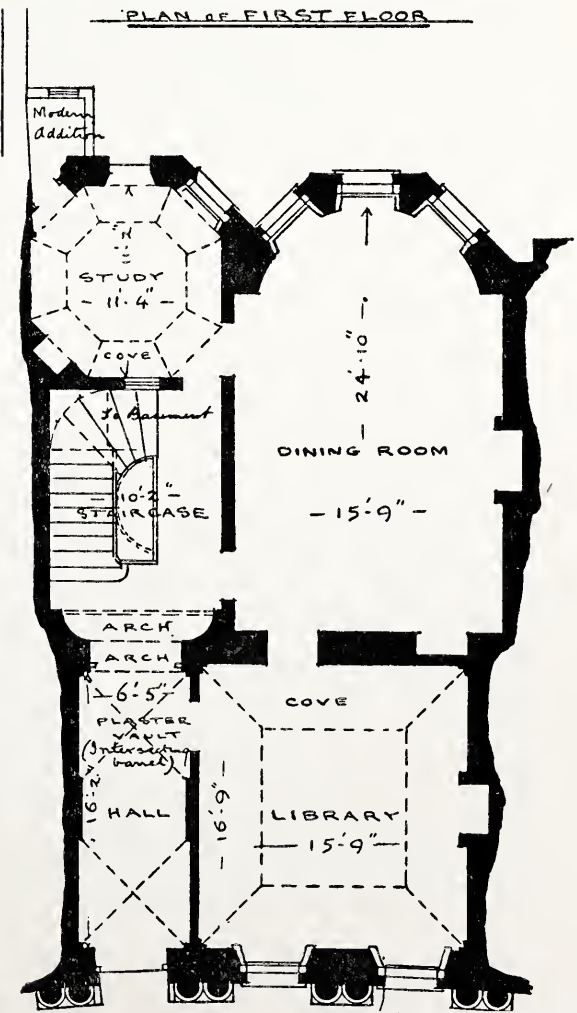 PLAN OF FIRST FLOOR
Modern
Addition
STUDY
11'·4"
COVE
To Basement
10'·2"
STAIRCASE
24'·10"
DINING ROOM
15'·9"
ARCH
ARCH
6'·5"
PLASTER
VAULT
(Intersecting
barrel)
16'·2"
HALL
COVE
16'·9"
LIBRARY
15'·9"